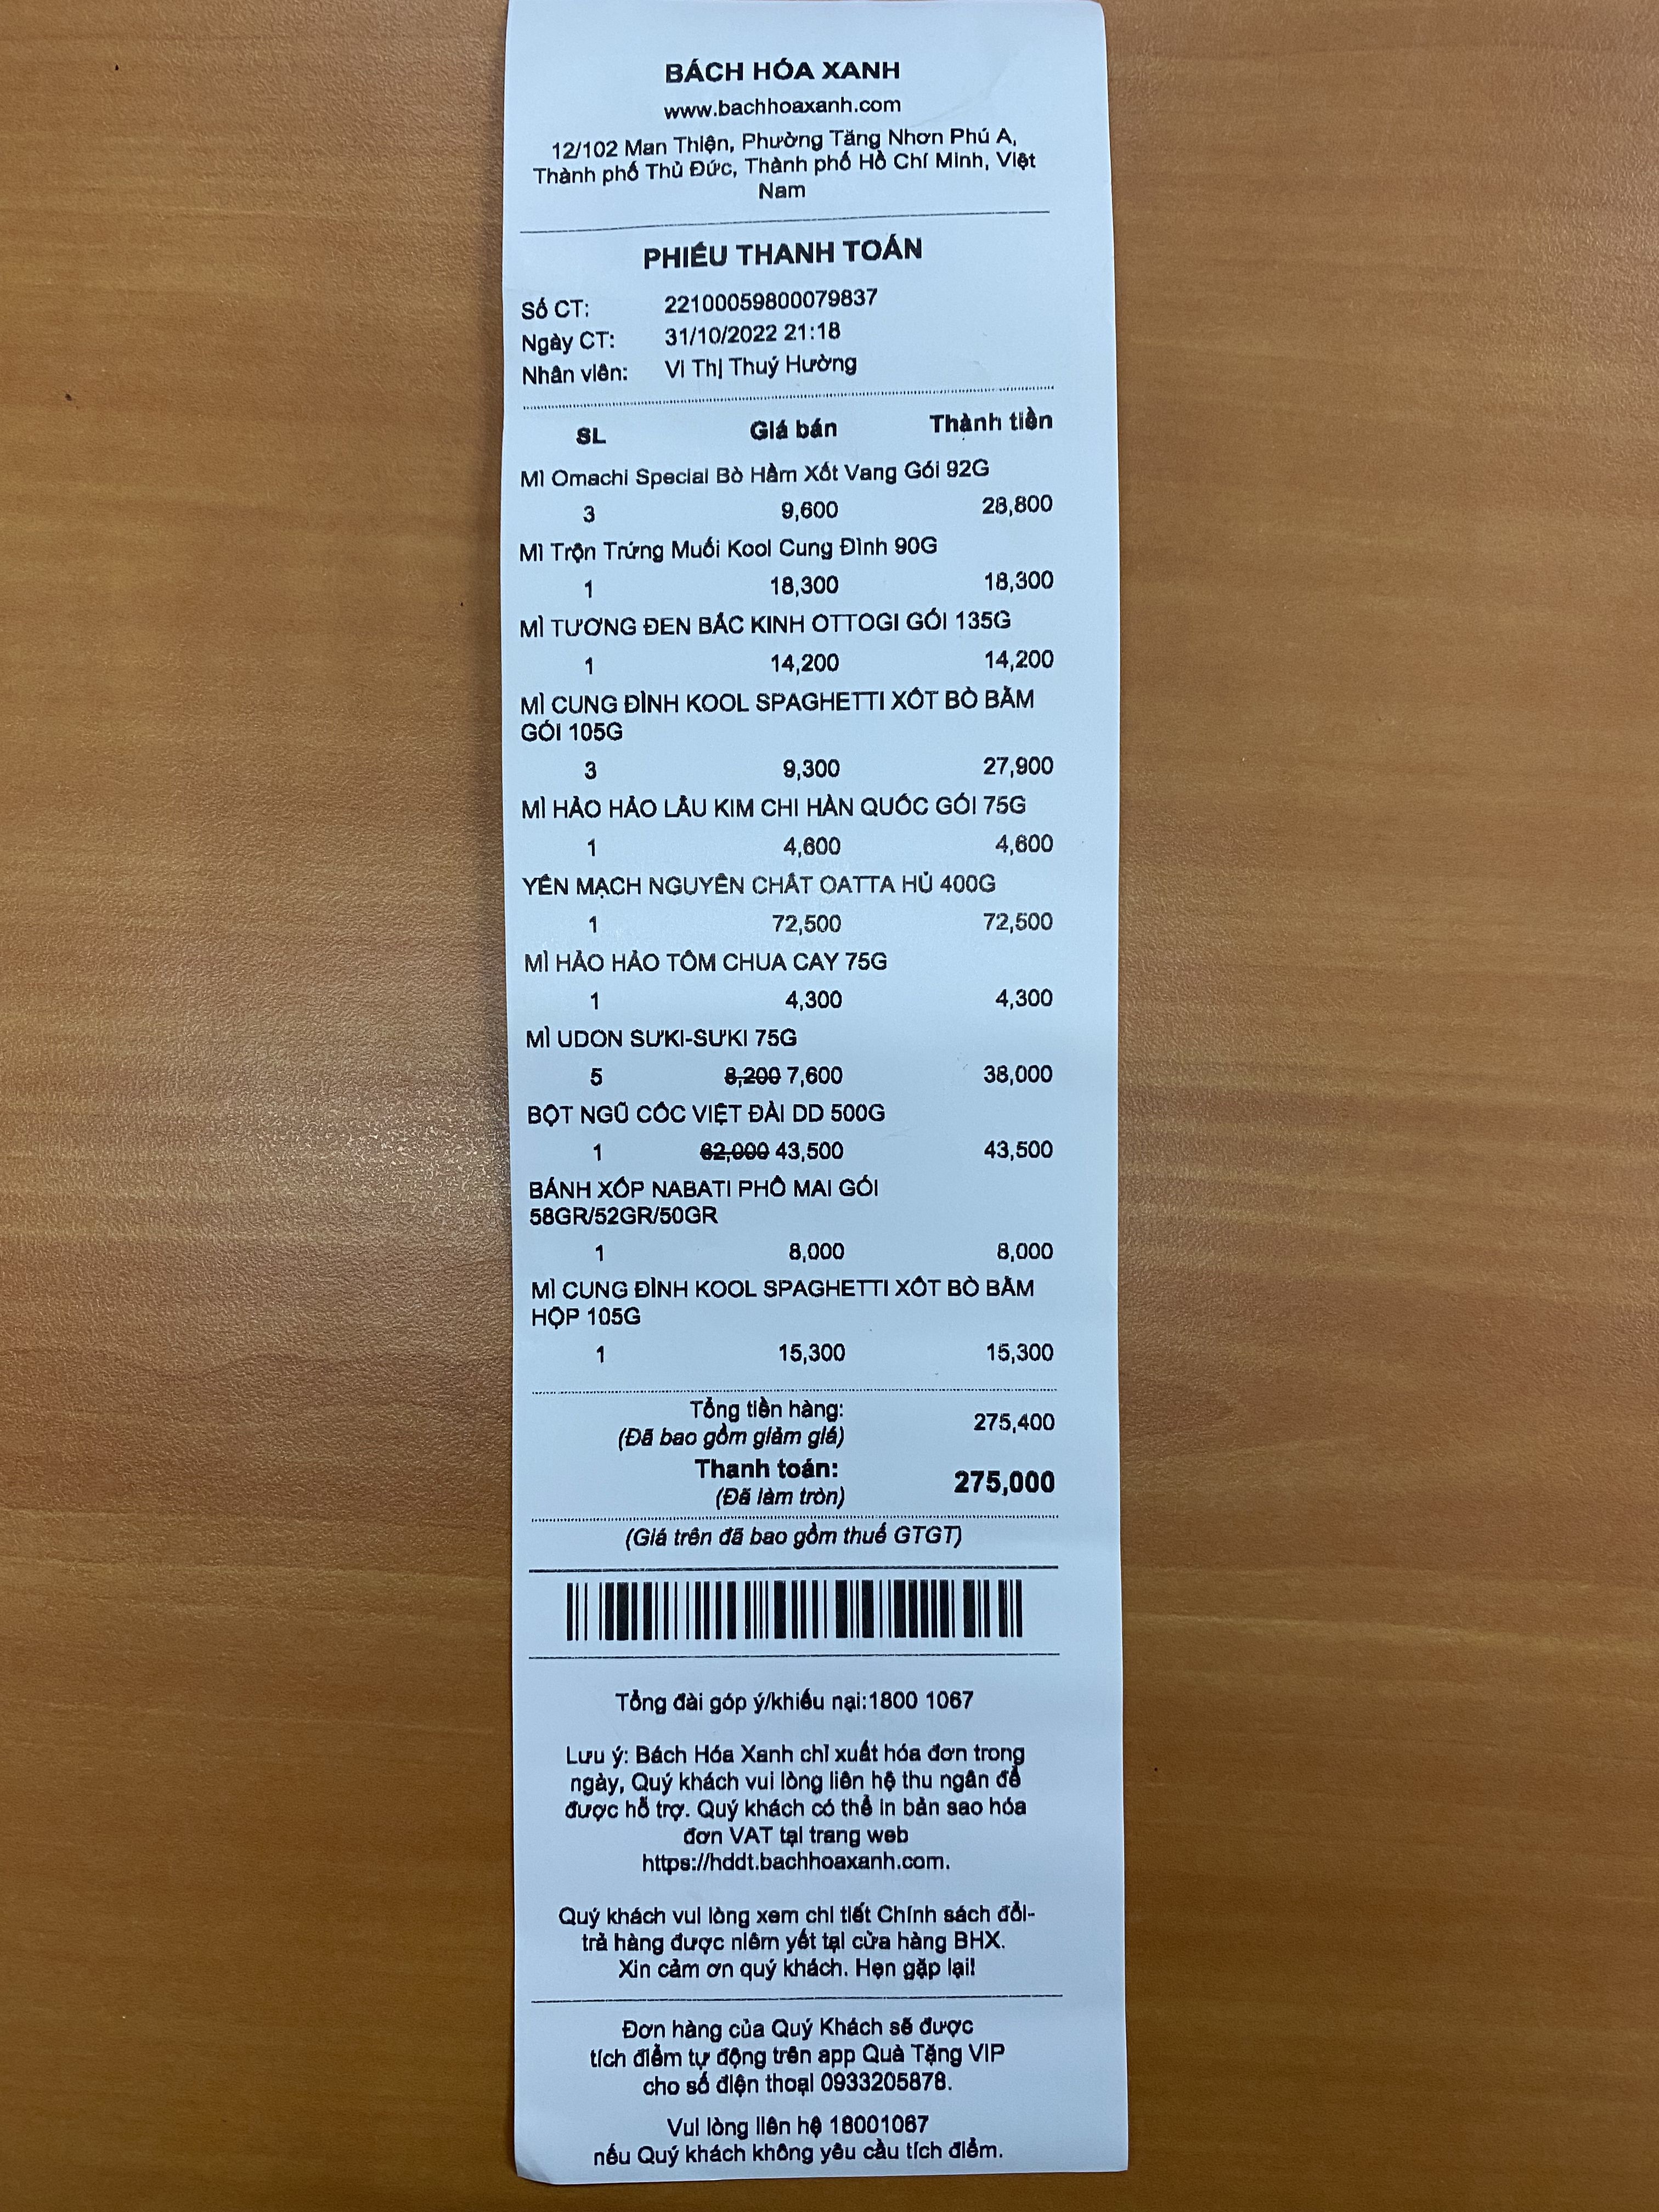 BÁCH HÓA XANH
www.bachhoaxanh.com
12/102 Man Thiện, Phường Tăng Nhơn Phú A,
Thành phố Thủ Đức, Thành phố Hồ Chí Minh, Việt
Nam
PHIẾU THANH TOÁN
Số CT: 22100059800079837
Ngày CT: 31/10/2022 21:18
Nhân viên: Vi Thị Thuý Hường
SL Giá bán Thành tiền
Mì Omachi Special Bò Hầm Xốt Vang Gói 92G
3 9,600 28,800
Mì Trộn Trứng Muối Kool Cung Đình 90G
1 18,300 18,300
MÌ TƯƠNG ĐEN BẮC KINH OTTOGI GÓI 135G
1 14,200 14,200
MÌ CUNG ĐÌNH KOOL SPAGHETTI XỐT BÒ BẰM
GÓI 105G
3 9,300 27,900
MÌ HẢO HẢO LẨU KIM CHI HÀN QUỐC GÓI 75G
1 4,600 4,600
YẾN MẠCH NGUYÊN CHẤT OATTA HỦ 400G
1 72,500 72,500
MÌ HẢO HẢO TÔM CHUA CAY 75G
1 4,300 4,300
MÌ UDON SƯKI-SƯKI 75G
5 8,200 7,600 38,000
BỘT NGŨ CỐC VIỆT ĐÀI DD 500G
1 62,000 43,500 43,500
BÁNH XỐP NABATI PHÔ MAI GÓI
58GR/52GR/50GR
1 8,000 8,000
MÌ CUNG ĐÌNH KOOL SPAGHETTI XỐT BÒ BẰM
HỘP 105G
1 15,300 15,300
Tổng tiền hàng: 275,400
(Đã bao gồm giảm giá)
Thanh toán: 275,000
(Đã làm tròn)
(Giá trên đã bao gồm thuế GTGT)
Tổng đài góp ý/khiếu nại:1800 1067
Lưu ý: Bách Hóa Xanh chỉ xuất hóa đơn trong
ngày, Quý khách vui lòng liên hệ thu ngân để
được hỗ trợ. Quý khách có thể in bản sao hóa
đơn VAT tại trang web
https://hddt.bachhoaxanh.com.
Quý khách vui lòng xem chi tiết Chính sách đổi-
trả hàng được niêm yết tại cửa hàng BHX.
Xin cảm ơn quý khách. Hẹn gặp lại!
Đơn hàng của Quý Khách sẽ được
tích điểm tự động trên app Quà Tặng VIP
cho số điện thoại 0933205878.
Vui lòng liên hệ 18001067
nếu Quý khách không yêu cầu tích điểm.